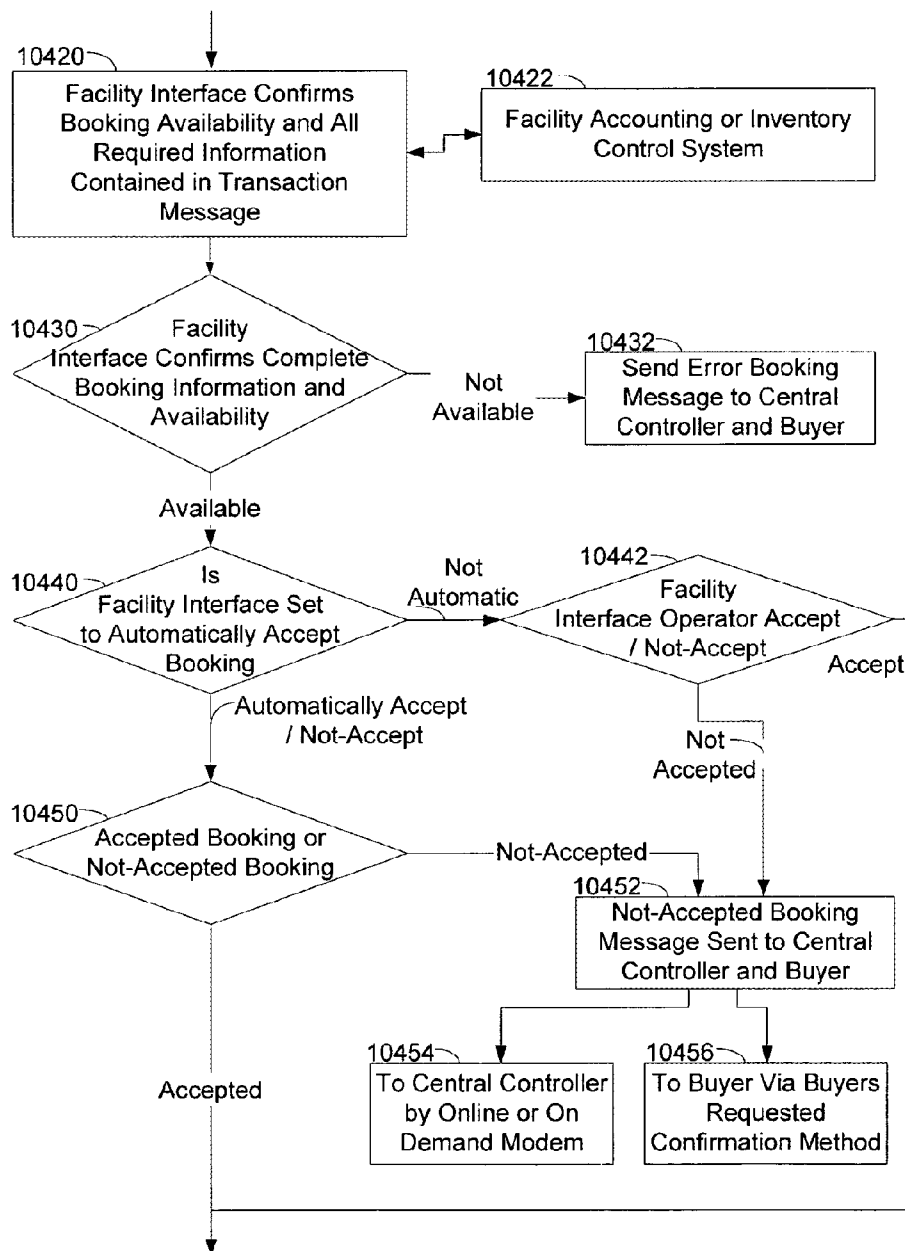 10420
Facility Interface Confirms
Booking Availability and All
Required Information
Contained in Transaction
Message
10422
Facility Accounting or Inventory
Control System
10430
Facility
Interface Confirms Complete
Booking Information and
Availability
Not
Available
10432
Send Error Booking
Message to Central
Controller and Buyer
Available
10440
Is
Facility Interface Set
to Automatically Accept
Booking
Not
Automatic
10442
Facility
Interface Operator Accept
/ Not-Accept
Accept
Automatically Accept
/ Not-Accept
Not
Accepted
10450
Accepted Booking or
Not-Accepted Booking
Not-Accepted
10452
Not-Accepted Booking
Message Sent to Central
Controller and Buyer
10454
To Central Controller
by Online or On
Demand Modem
10456
To Buyer Via Buyers
Requested
Confirmation Method
Accepted